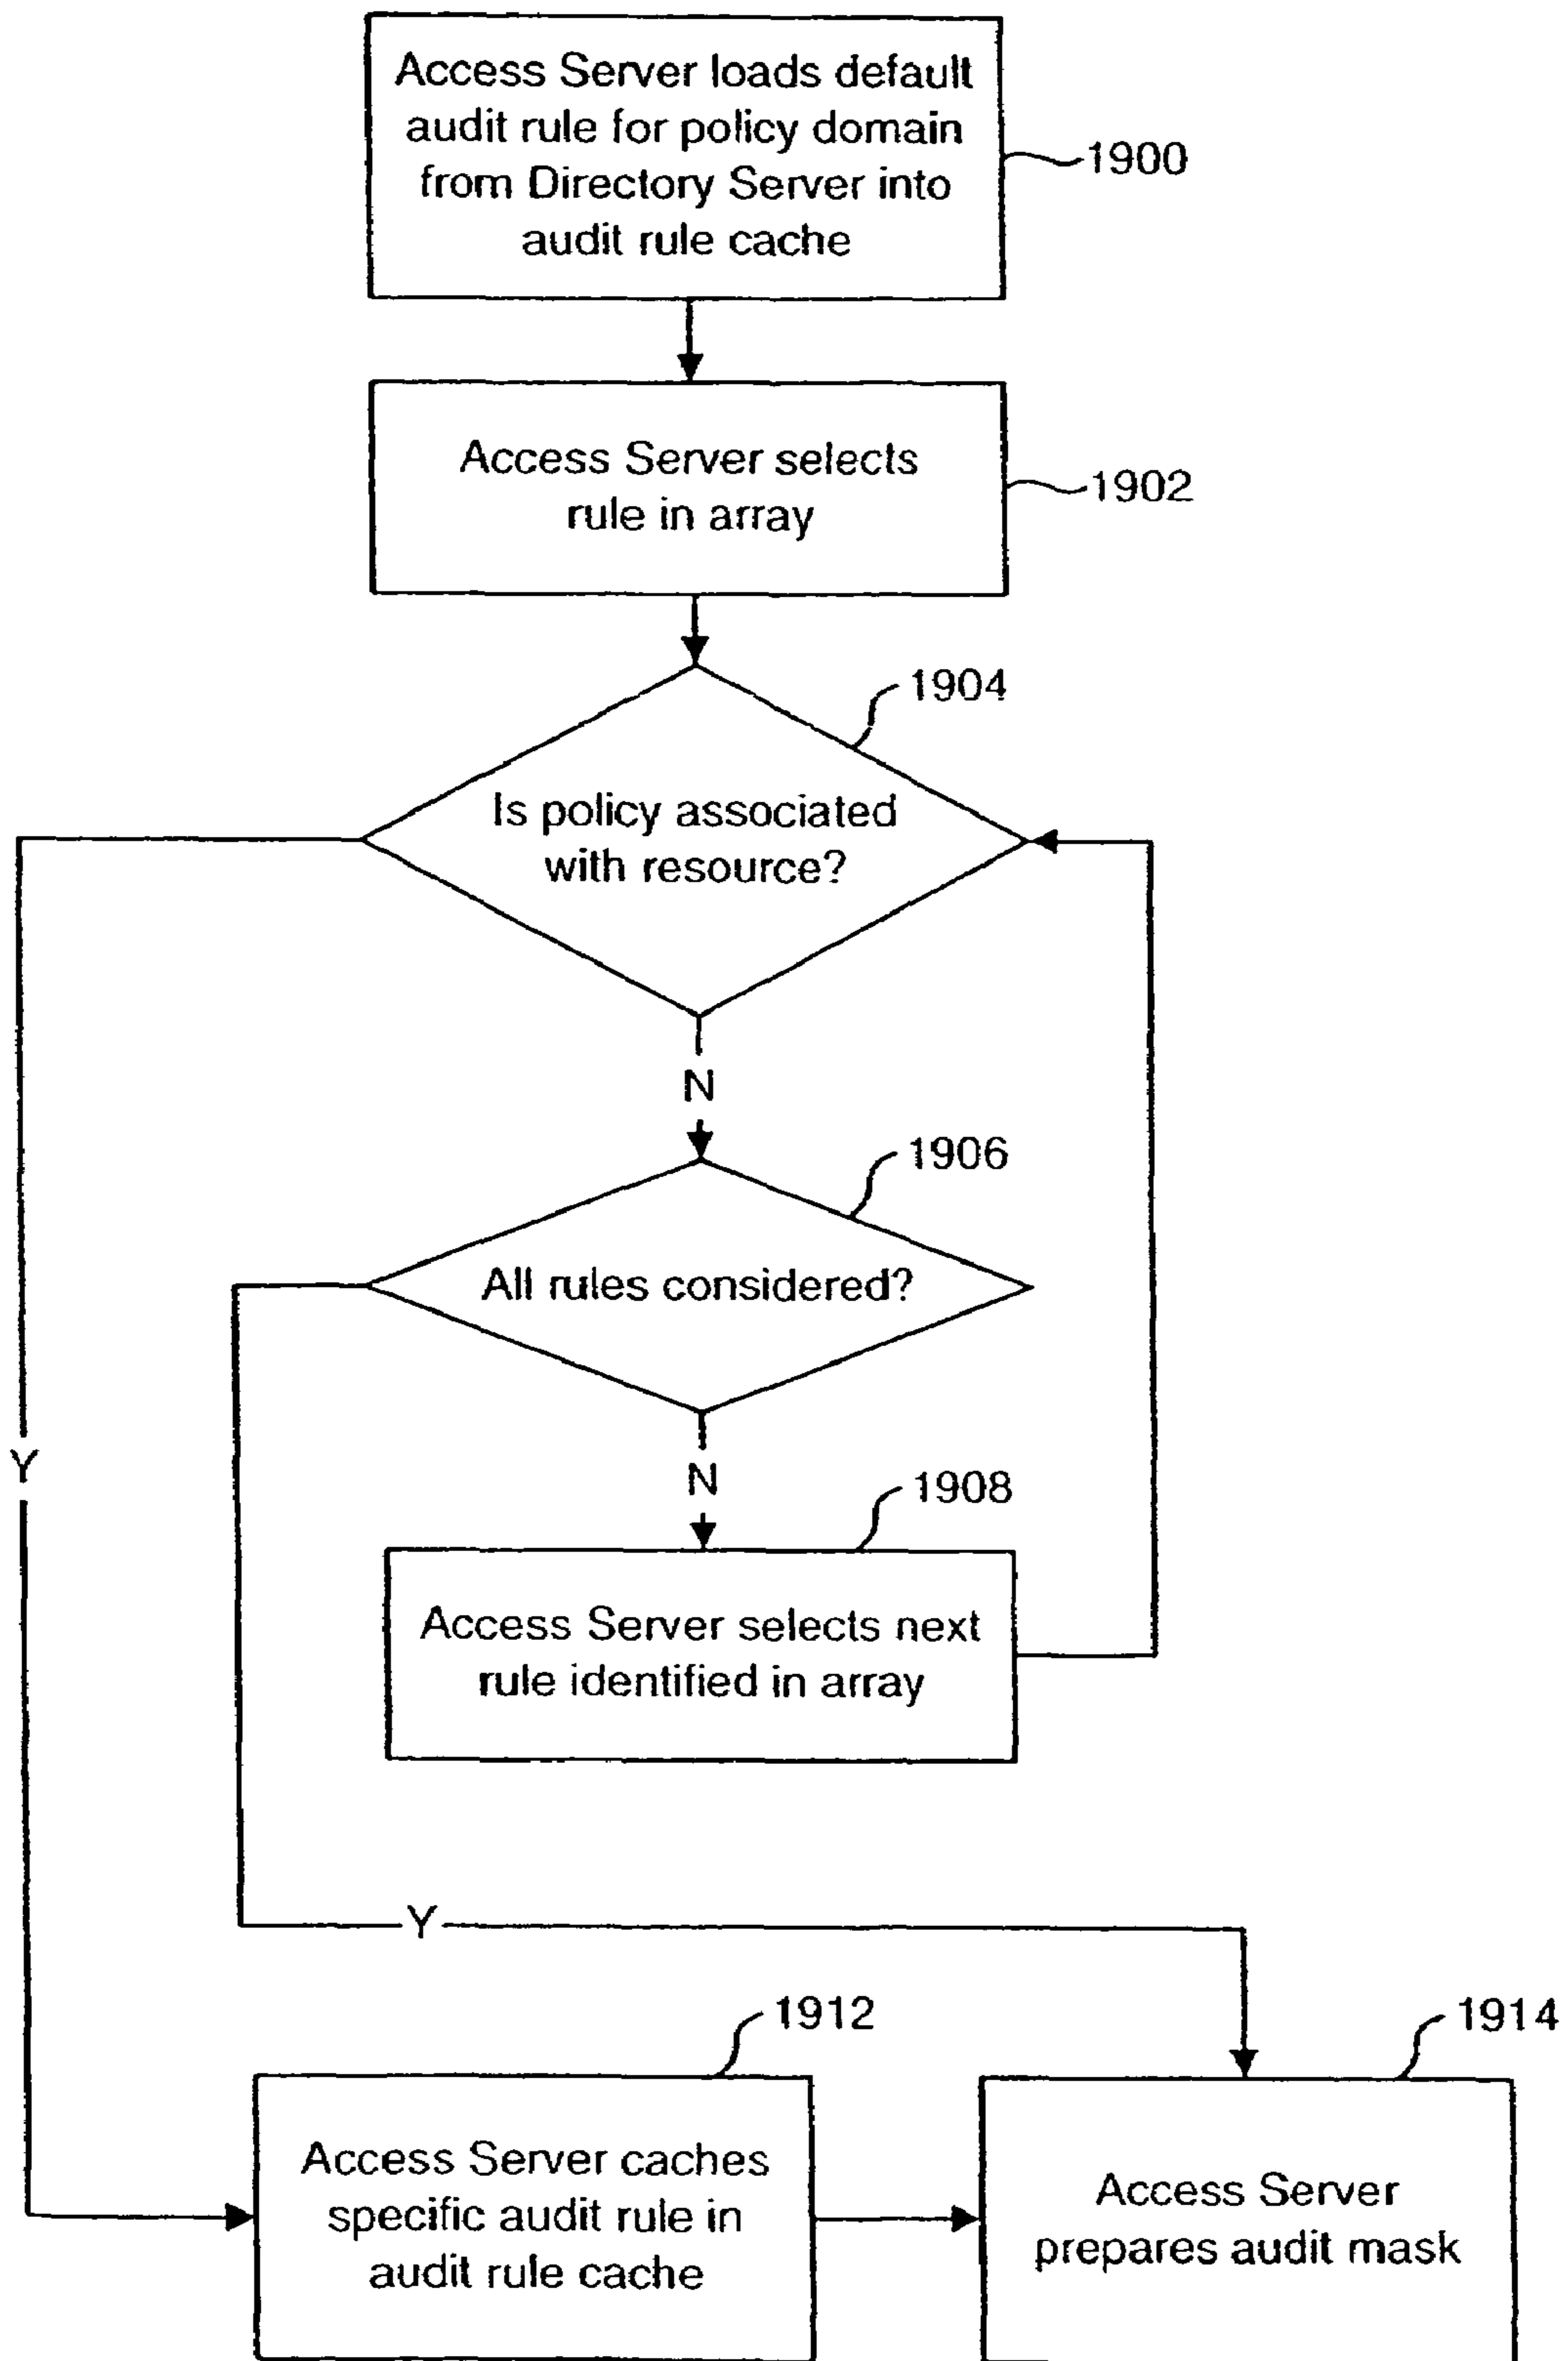 Access Server loads default
audit rule for policy domain
from Directory Server into
audit rule cache
1900
Access Server selects
rule in array
1902
1904
Is policy associated
with resource?
N
1906
All rules considered?
Y
N
1908
Access Server selects next
rule identified in array
Y
1912
1914
Access Server caches
specific audit rule in
audit rule cache
Access Server
prepares audit mask